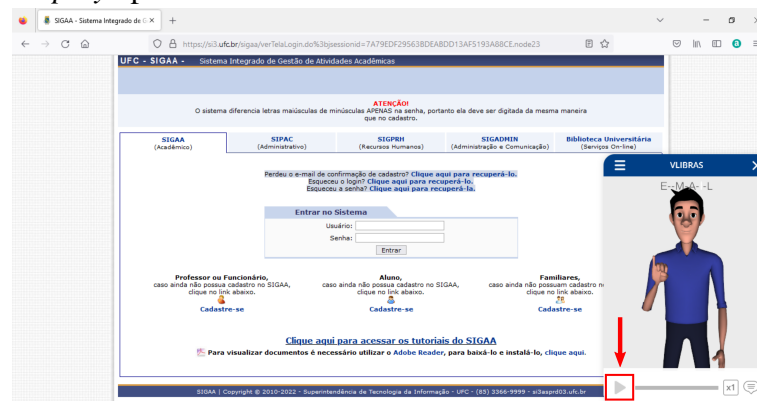 SIGAA - Sistema Integrado de G
https://si3.ufc.br/sigaa/verTelaLogin.do%3bjsessionid=7A79EDF29563BDEABDD13AF5193A88CE.node23
UFC - SIGAA - Sistema Integrado de Gestão de Atividades Acadêmicas
ATENÇÃO!
O sistema diferencia letras maiúsculas de minúsculas APENAS na senha, portanto ela deve ser digitada da mesma maneira
que no cadastro.
SIGAA SIPAC SIGPRH SIGADMIN Biblioteca Universitária
(Acadêmico) (Administrativo) (Recursos Humanos) (Administração e Comunicação) (Serviços On-line)
VLIBRAS
Perdeu o e-mail de confirmação de cadastro? Clique aqui para recuperá-lo.
Esqueceu o login? Clique aqui para recuperá-lo.
Esqueceu a senha? Clique aqui para recuperá-la.
E--M-A- -L
Entrar no Sistema
Usuário:
Senha:
Entrar
Professor ou Funcionário,
caso ainda não possua cadastro no SIGAA,
clique no link abaixo.
Cadastre-se
Aluno,
caso ainda não possua cadastro no SIGAA,
clique no link abaixo.
Cadastre-se
Familiares,
caso ainda não possuam cadastro n
clique no link abaixo.
Cadastre-se
Clique aqui para acessar os tutoriais do SIGAA
Para visualizar documentos é necessário utilizar o Adobe Reader, para baixá-lo e instalá-lo, clique aqui.
x1
SIGAA | Copyright © 2010-2022 - Superintendência de Tecnologia da Informação - UFC - (85) 3366-9999 - si3asprd03.ufc.br